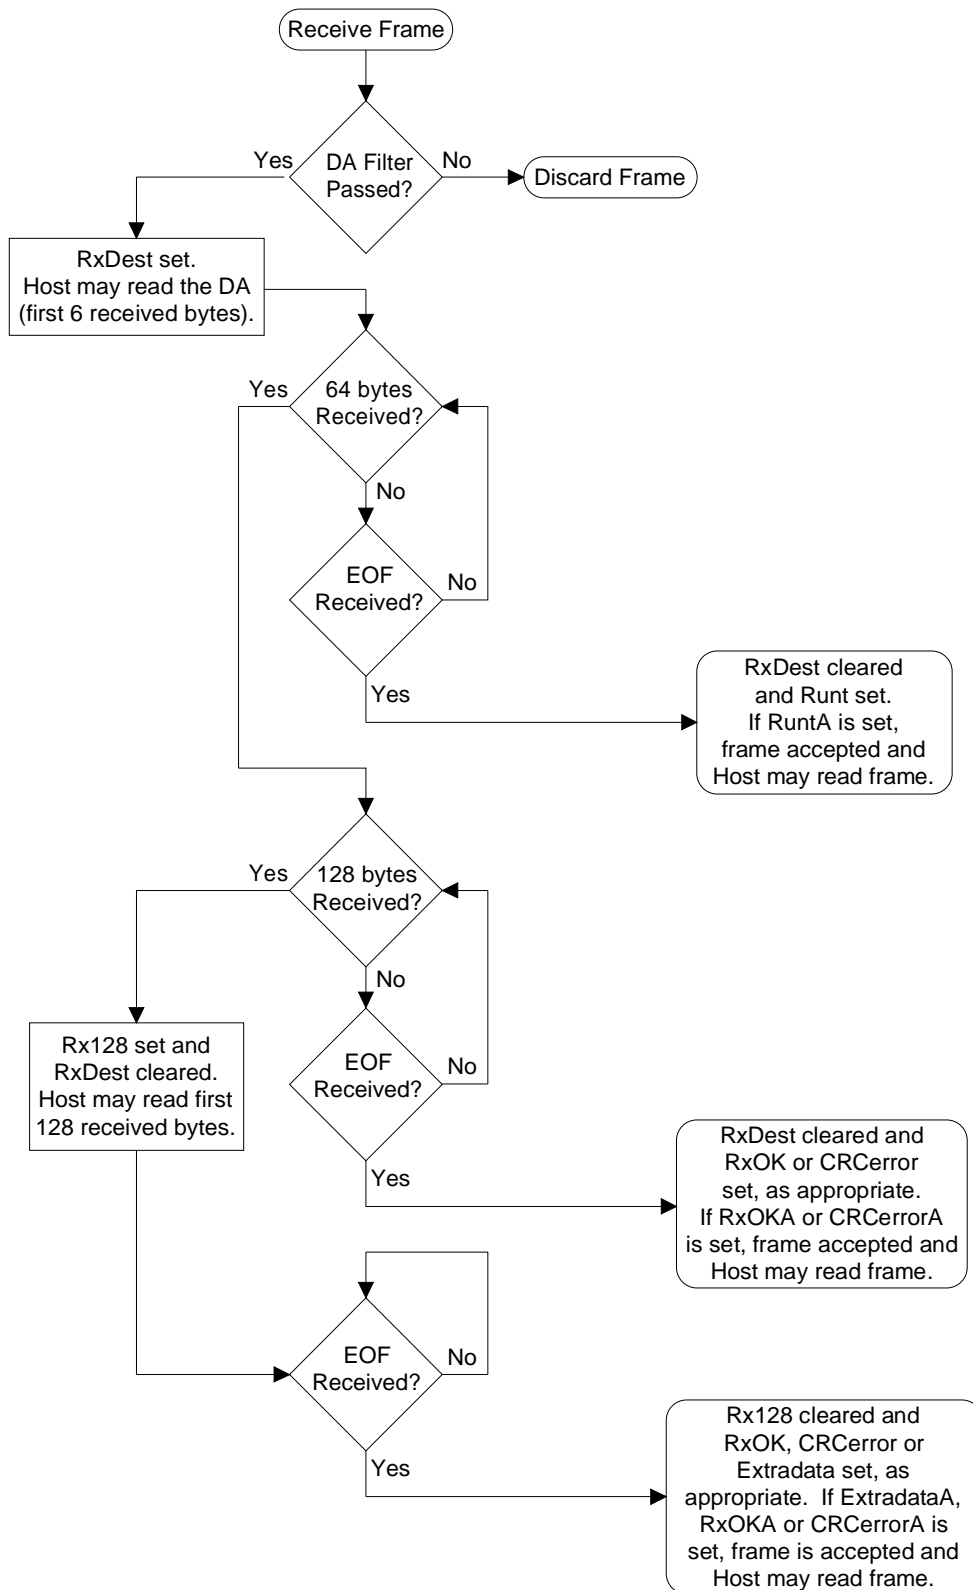 Receive Frame
DA Filter
Passed?
Yes
No
Discard Frame
RxDest set.
Host may read the DA
(first 6 received bytes).
64 bytes
Received?
Yes
No
EOF
Received?
No
Yes
RxDest cleared
and Runt set.
If RuntA is set,
frame accepted and
Host may read frame.
128 bytes
Received?
Yes
No
Rx128 set and
RxDest cleared.
Host may read first
128 received bytes.
EOF
Received?
No
Yes
RxDest cleared and
RxOK or CRCerror
set, as appropriate.
If RxOKA or CRCerrorA
is set, frame accepted and
Host may read frame.
EOF
Received?
No
Yes
Rx128 cleared and
RxOK, CRCerror or
Extradata set, as
appropriate.  If ExtradataA,
RxOKA or CRCerrorA is
set, frame is accepted and
Host may read frame.